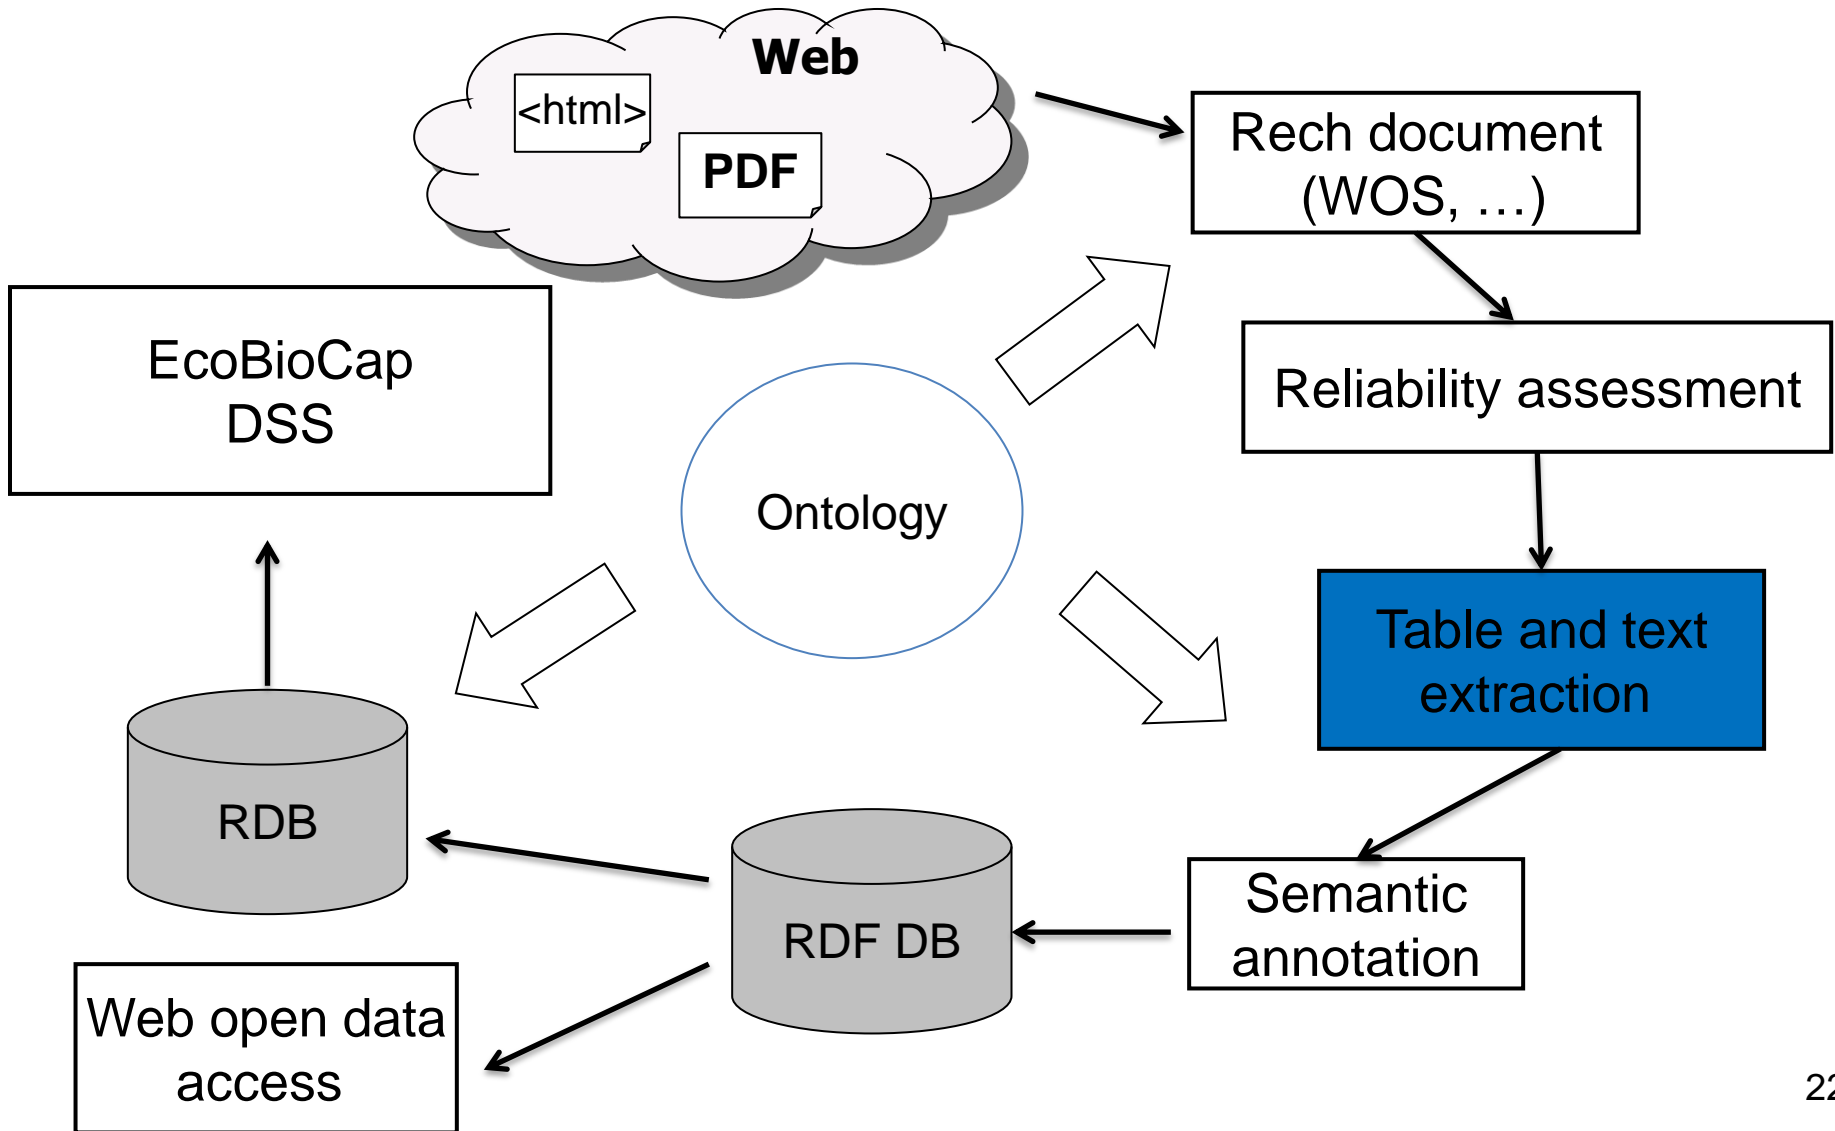 Web
<html>
PDF
Rech document
(WOS, …)
EcoBioCap
DSS
Reliability assessment
Ontology
Table and text
extraction
RDB
RDF DB
Semantic
annotation
Web open data
access
22